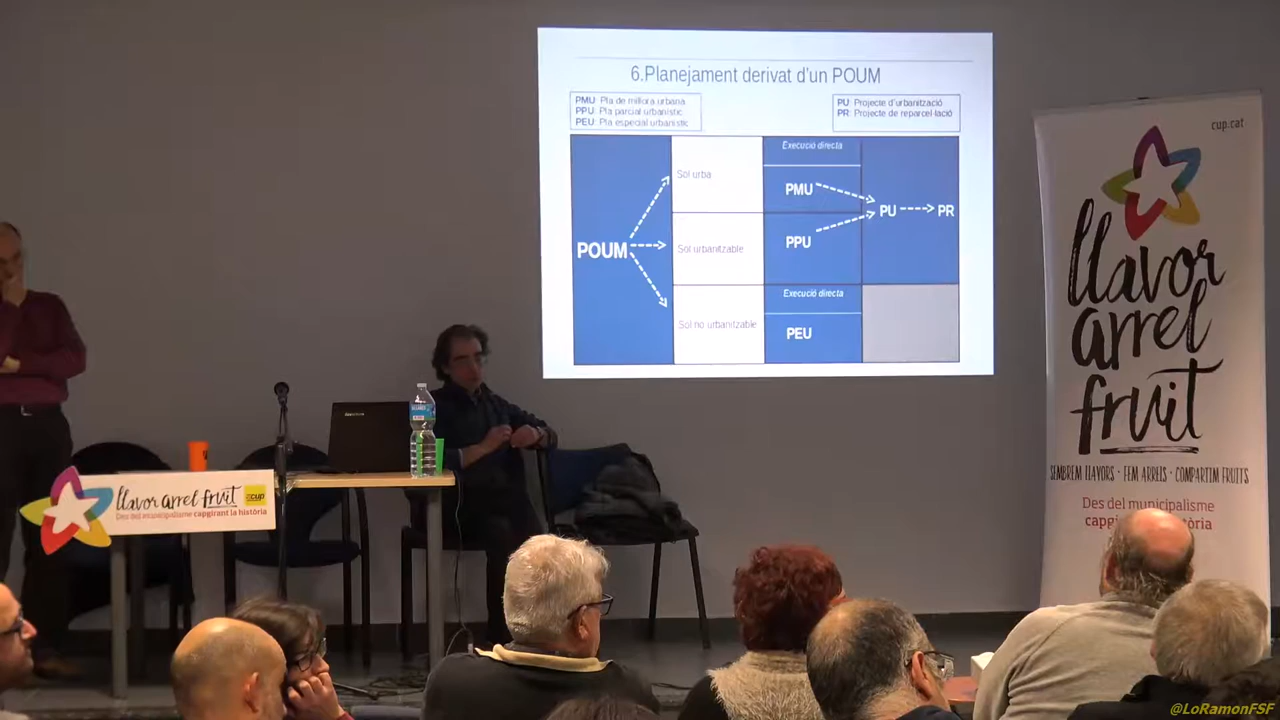 6.Planejament derivat d'un POUM
PMU: Pla de millora urbana
PPU: Pla parcial urbanístic
PEU: Pla especial urbanístic
PU: Projecte d'urbanització
PR: Projecte de reparcel·lació
Execució directa
Sòl urba
PMU
PU
PR
POUM
Sòl urbanitzable
PPU
Execució directa
Sòl no urbanitzable
PEU
cup.cat
llavor
arrel
fruit
SEMBREM LLAVORS · FEM ARRELS · COMPARTIM FRUITS
Des del municipalisme
capgi
tòria
llavor arrel fruit
cup
Des del municipalisme capgirant la història
@LoRamonFSF